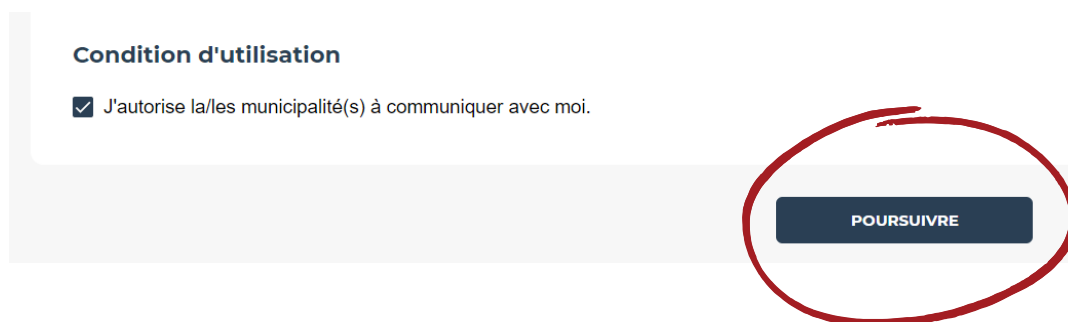 Condition d'utilisation
J'autorise la/les municipalité(s) à communiquer avec moi.
POURSUIVRE